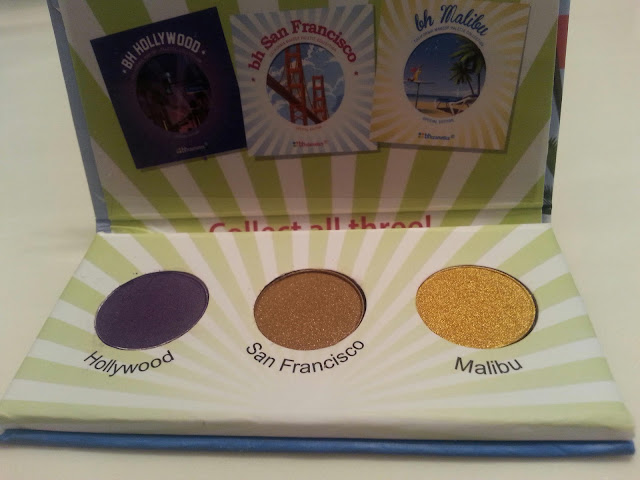 BH HOLLYWOOD
bh San Francisco
bh Malibu
Collect all three!
Hollywood
San Francisco
Malibu